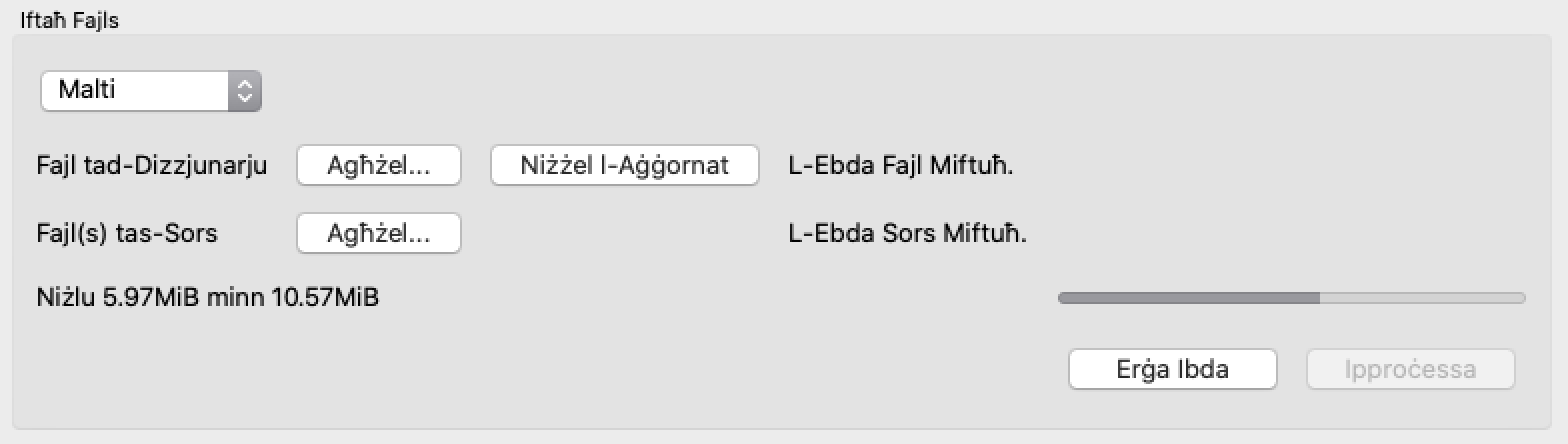 Iftaħ Fajls
Malti
Fajl tad-Dizzjunarju Agħżel... Niżżel l-Aġġornat L-Ebda Fajl Miftuħ.
Fajl(s) tas-Sors Agħżel... L-Ebda Sors Miftuħ.
Niżlu 5.97MiB minn 10.57MiB
Erġa Ibda Ipproċessa